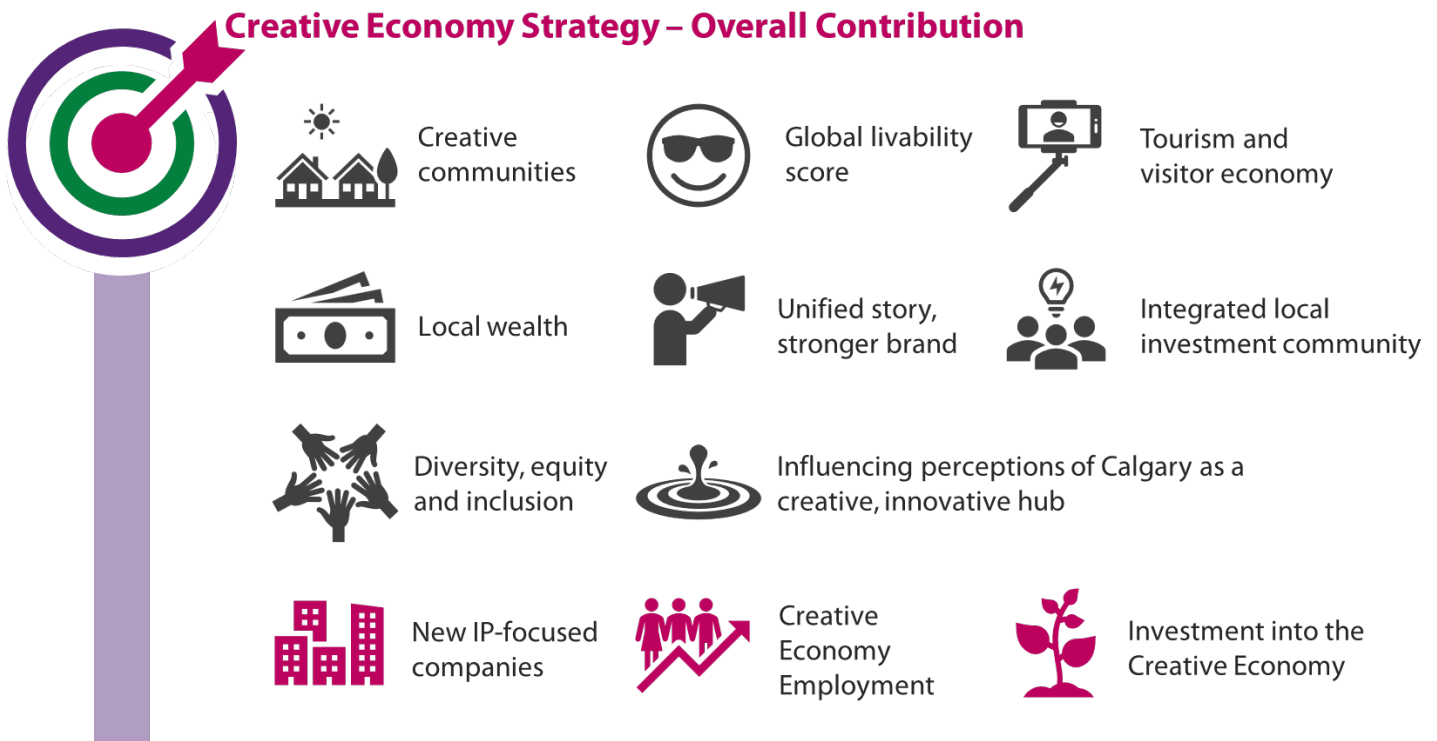 Creative Economy Strategy – Overall Contribution
Creative
communities
Global livability
score
Tourism and
visitor economy
Local wealth
Unified story,
stronger brand
Integrated local
investment community
Diversity, equity
and inclusion
Influencing perceptions of Calgary as a
creative, innovative hub
New IP-focused
companies
Creative
Economy
Employment
Investment into the
Creative Economy